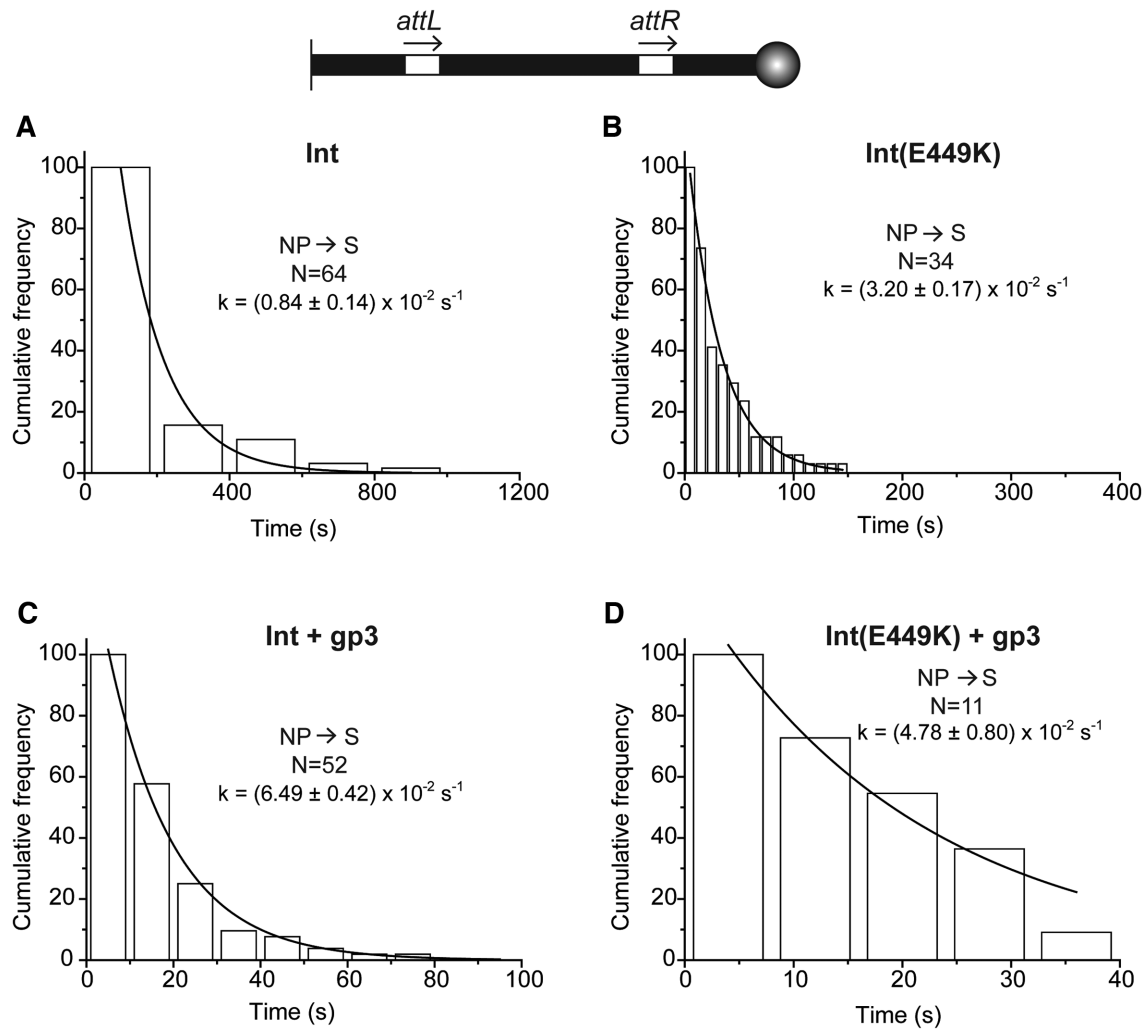 attL attR
A
Int
NP → S
N=64
k = (0.84 ± 0.14) x 10⁻² s⁻¹
Cumulative frequency
100
80
60
40
20
0
0 400 800 1200
Time (s)
B
Int(E449K)
NP → S
N=34
k = (3.20 ± 0.17) x 10⁻² s⁻¹
Cumulative frequency
100
80
60
40
20
0
0 100 200 300 400
Time (s)
C
Int + gp3
NP → S
N=52
k = (6.49 ± 0.42) x 10⁻² s⁻¹
Cumulative frequency
100
80
60
40
20
0
0 20 40 60 80 100
Time (s)
D
Int(E449K) + gp3
NP → S
N=11
k = (4.78 ± 0.80) x 10⁻² s⁻¹
Cumulative frequency
100
80
60
40
20
0
0 10 20 30 40
Time (s)